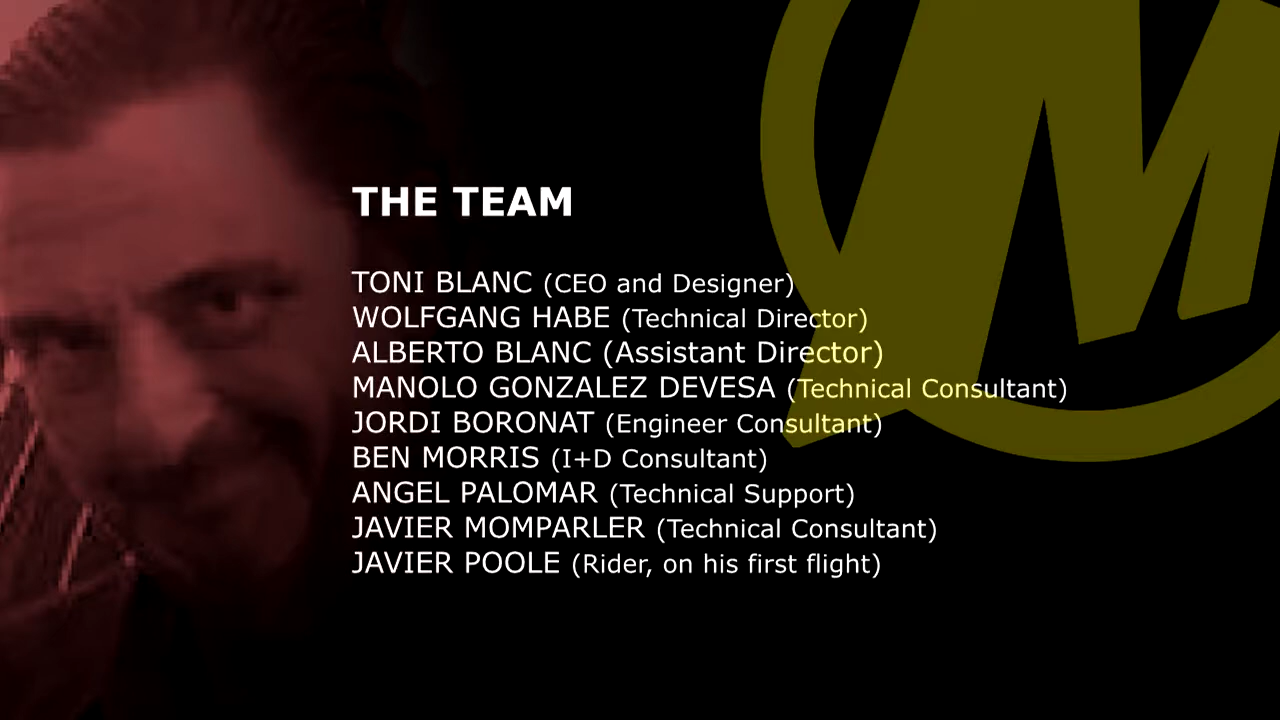 THE TEAM
TONI BLANC (CEO and Designer)
WOLFGANG HABE (Technical Director)
ALBERTO BLANC (Assistant Director)
MANOLO GONZALEZ DEVESA (Technical Consultant)
JORDI BORONAT (Engineer Consultant)
BEN MORRIS (I+D Consultant)
ANGEL PALOMAR (Technical Support)
JAVIER MOMPARLER (Technical Consultant)
JAVIER POOLE (Rider, on his first flight)